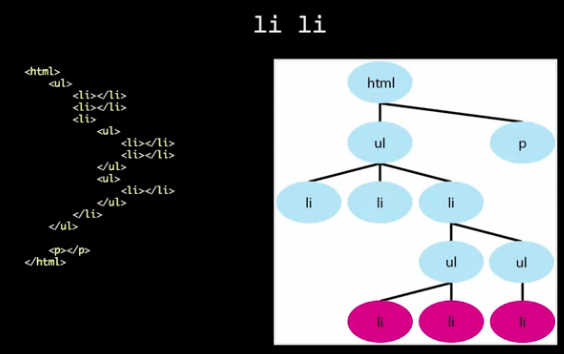 li li
<html>
<ul>
<li></li>
<li></li>
<li>
<ul>
<li></li>
<li></li>
</ul>
<ul>
<li></li>
</ul>
</li>
</ul>
<p></p>
</html>
html
ul p
li li li
ul ul
li li li